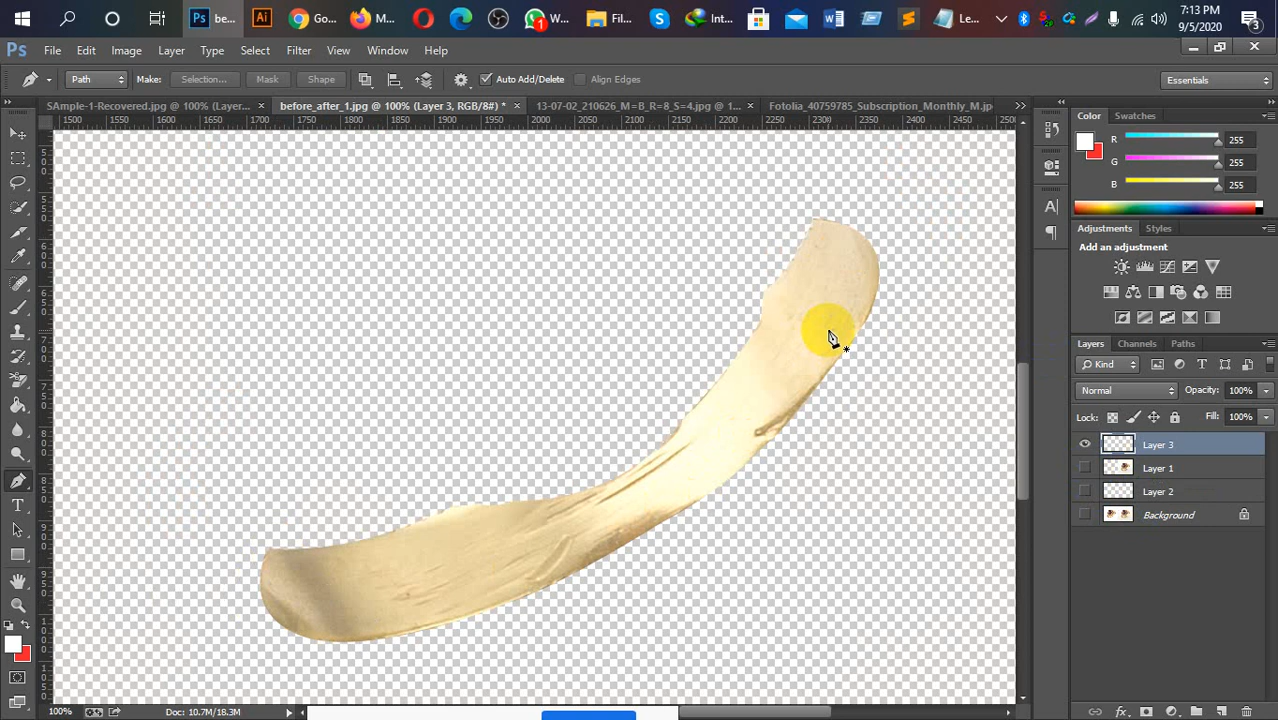 be... Go... M... W... Fil... Int... Le... 7:13 PM
9/5/2020 3
Ps File Edit Image Layer Type Select Filter View Window Help
Path Make: Selection... Mask Shape Auto Add/Delete Align Edges Essentials
SAmple-1-Recovered.jpg @ 100% (Layer... × before_after_1.jpg @ 100% (Layer 3, RGB/8#) * × 13-07-02_210626_M=B_R=8_S=4.jpg @ 1... × Fotolia_40759785_Subscription_Monthly_M.jpg
1500 1550 1600 1650 1700 1750 1800 1850 1900 1950 2000 2050 2100 2150 2200 2250 2300 2350 2400 2450 2500
Color Swatches
R 255
G 255
B 255
Adjustments Styles
Add an adjustment
Layers Channels Paths
Kind
Normal Opacity: 100%
Lock: Fill: 100%
Layer 3
Layer 1
Layer 2
Background
100% Doc: 10.7M/18.3M